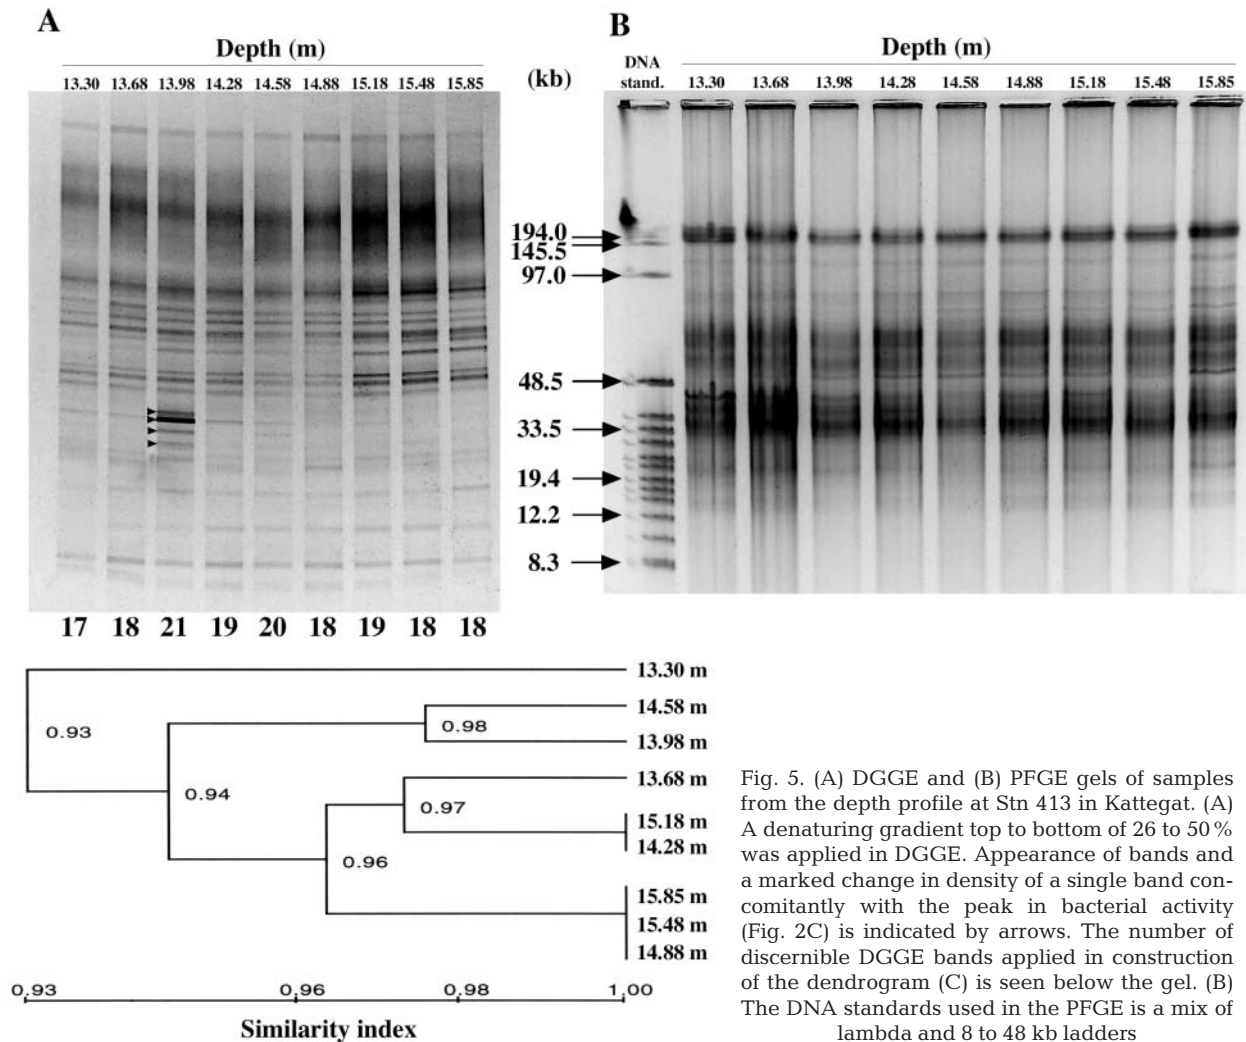 A
Depth (m)
13.30 13.68 13.98 14.28 14.58 14.88 15.18 15.48 15.85
17 18 21 19 20 18 19 18 18
B
Depth (m)
(kb)
DNA
stand.
13.30 13.68 13.98 14.28 14.58 14.88 15.18 15.48 15.85
194.0
145.5
97.0
48.5
33.5
19.4
12.2
8.3
13.30 m
14.58 m
13.98 m
13.68 m
15.18 m
14.28 m
15.85 m
15.48 m
14.88 m
0.93
0.98
0.94
0.97
0.96
0.93 0.96 0.98 1.00
Similarity index
Fig. 5. (A) DGGE and (B) PFGE gels of samples
from the depth profile at Stn 413 in Kattegat. (A)
A denaturing gradient top to bottom of 26 to 50%
was applied in DGGE. Appearance of bands and
a marked change in density of a single band con-
comitantly with the peak in bacterial activity
(Fig. 2C) is indicated by arrows. The number of
discernible DGGE bands applied in construction
of the dendrogram (C) is seen below the gel. (B)
The DNA standards used in the PFGE is a mix of
lambda and 8 to 48 kb ladders